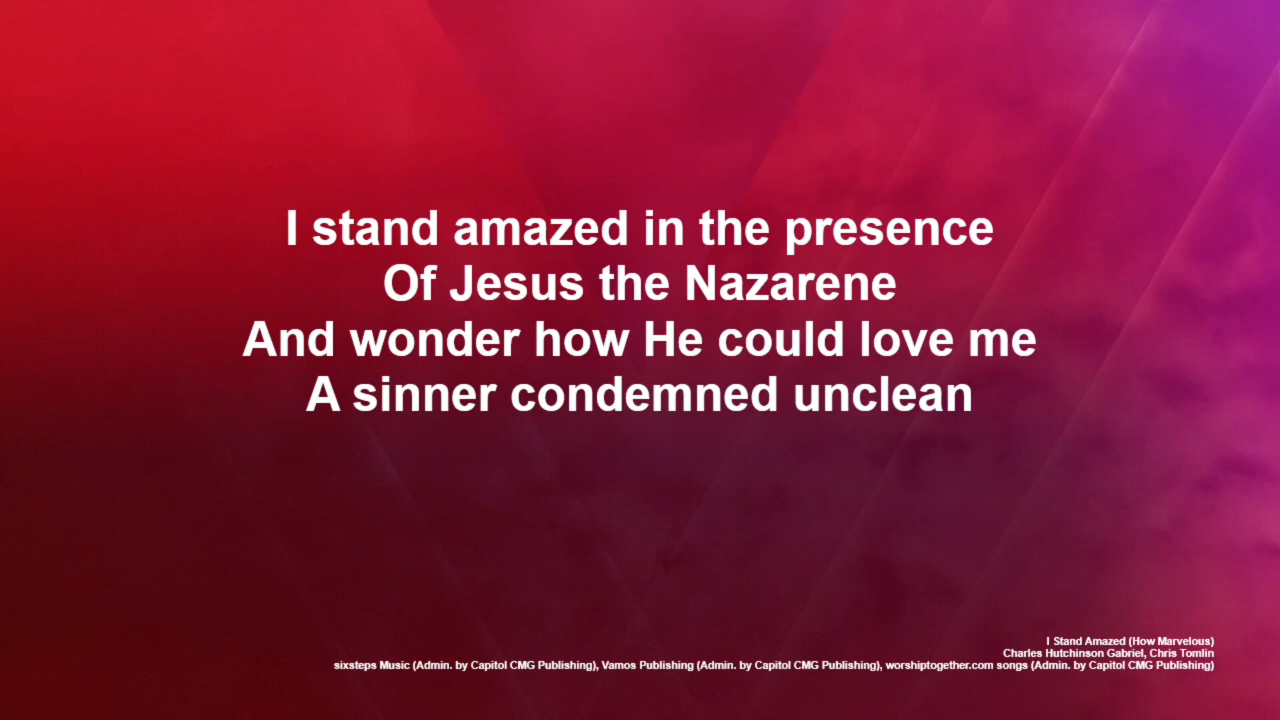 I stand amazed in the presence
Of Jesus the Nazarene
And wonder how He could love me
A sinner condemned unclean
I Stand Amazed (How Marvelous)
Charles Hutchinson Gabriel, Chris Tomlin
sixsteps Music (Admin. by Capitol CMG Publishing), Vamos Publishing (Admin. by Capitol CMG Publishing), worshiptogether.com songs (Admin. by Capitol CMG Publishing)